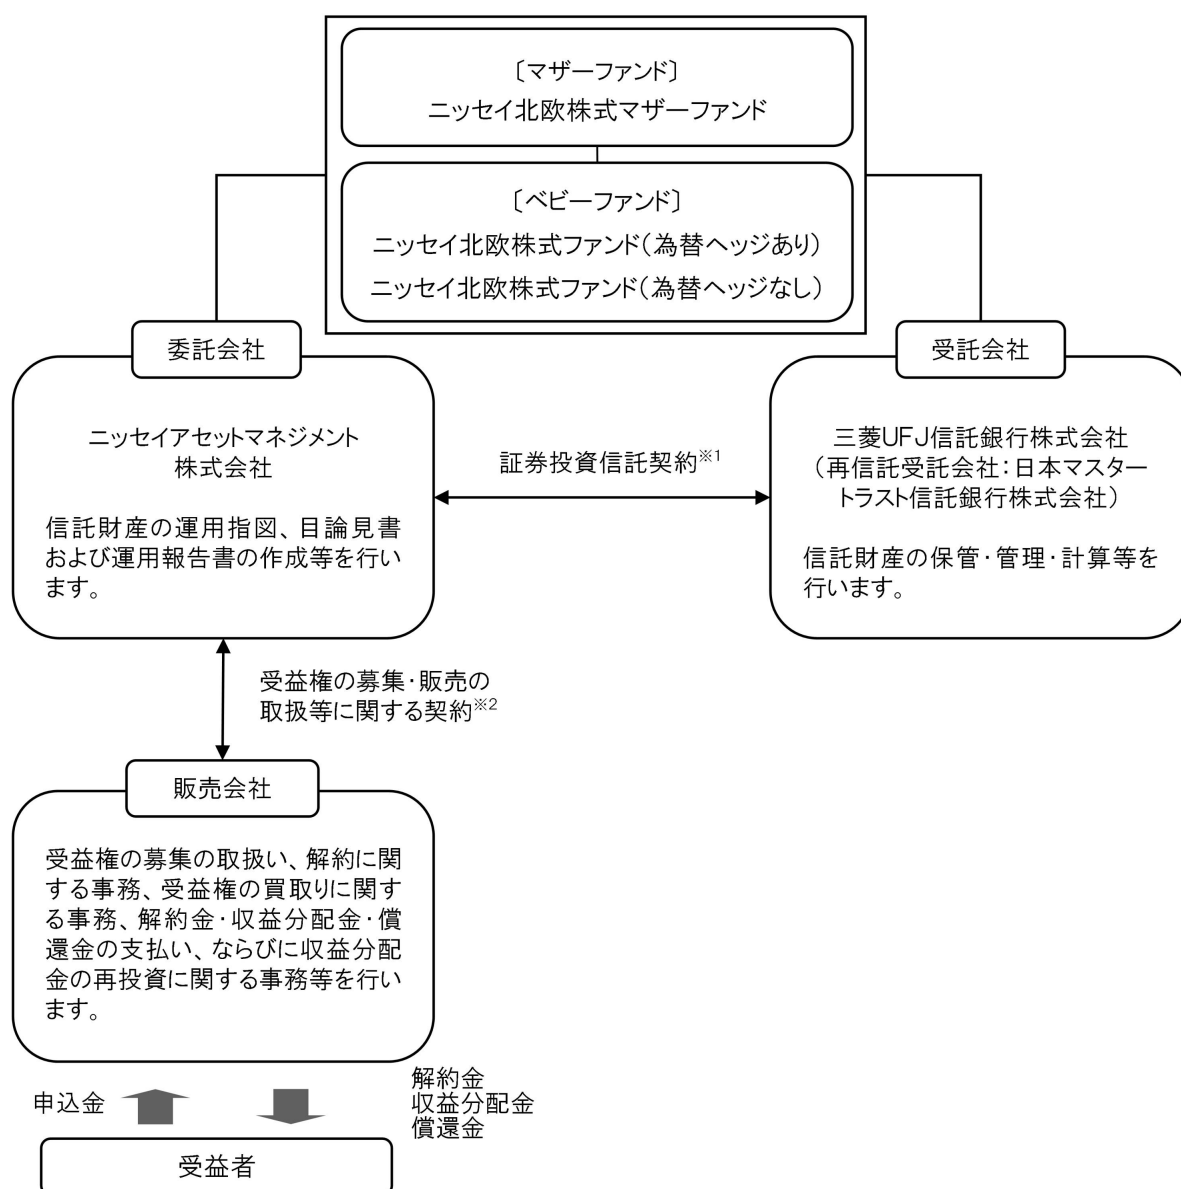 〔マザーファンド〕
ニッセイ北欧株式マザーファンド
〔ベビーファンド〕
ニッセイ北欧株式ファンド(為替ヘッジあり)
ニッセイ北欧株式ファンド(為替ヘッジなし)
委託会社
ニッセイアセットマネジメント
株式会社
信託財産の運用指図、目論見書
および運用報告書の作成等を行い
ます。
証券投資信託契約※1
受託会社
三菱UFJ信託銀行株式会社
(再信託受託会社:日本マスター
トラスト信託銀行株式会社)
信託財産の保管・管理・計算等を
行います。
受益権の募集・販売の
取扱等に関する契約※2
販売会社
受益権の募集の取扱い、解約に関
する事務、受益権の買取りに関す
る事務、解約金・収益分配金・償
還金の支払い、ならびに収益分配
金の再投資に関する事務等を行い
ます。
申込金
解約金
収益分配金
償還金
受益者